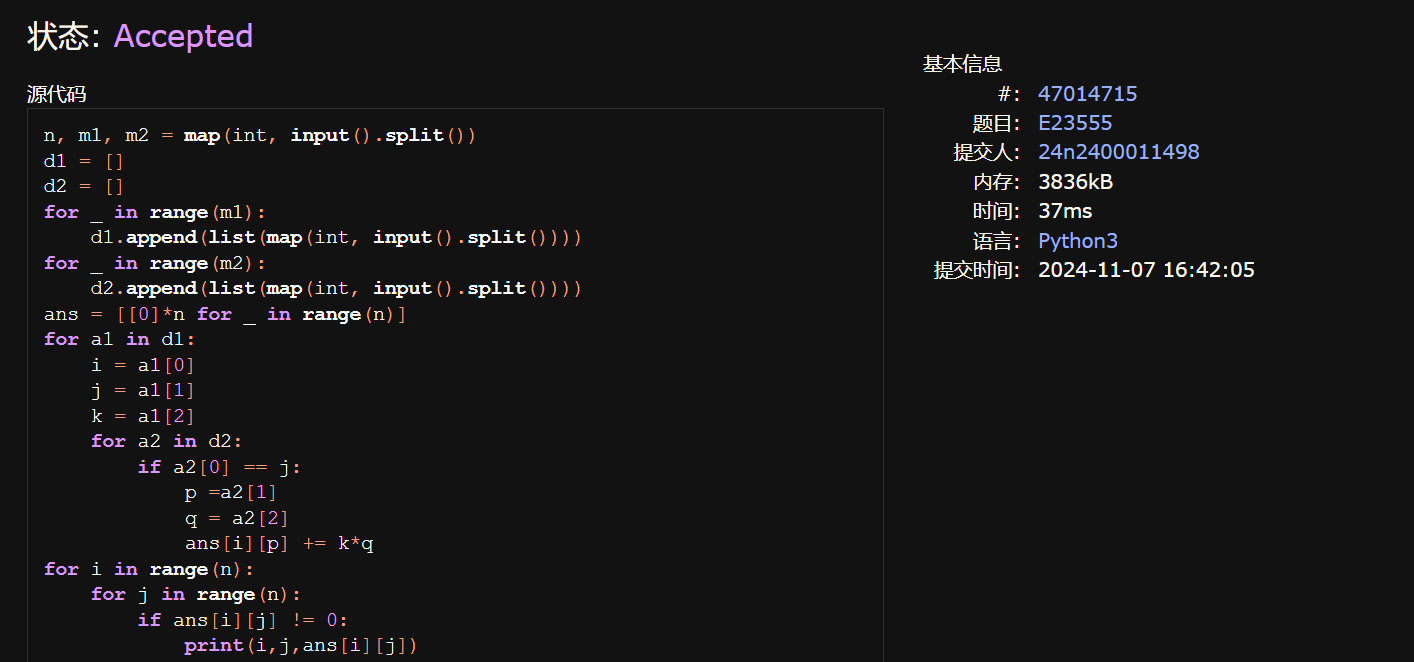 状态: Accepted
源代码
n, m1, m2 = map(int, input().split())
d1 = []
d2 = []
for _ in range(m1):
    d1.append(list(map(int, input().split())))
for _ in range(m2):
    d2.append(list(map(int, input().split())))
ans = [[0]*n for _ in range(n)]
for a1 in d1:
    i = a1[0]
    j = a1[1]
    k = a1[2]
    for a2 in d2:
        if a2[0] == j:
            p =a2[1]
            q = a2[2]
            ans[i][p] += k*q
for i in range(n):
    for j in range(n):
        if ans[i][j] != 0:
            print(i,j,ans[i][j])
基本信息
#: 47014715
题目: E23555
提交人: 24n2400011498
内存: 3836kB
时间: 37ms
语言: Python3
提交时间: 2024-11-07 16:42:05